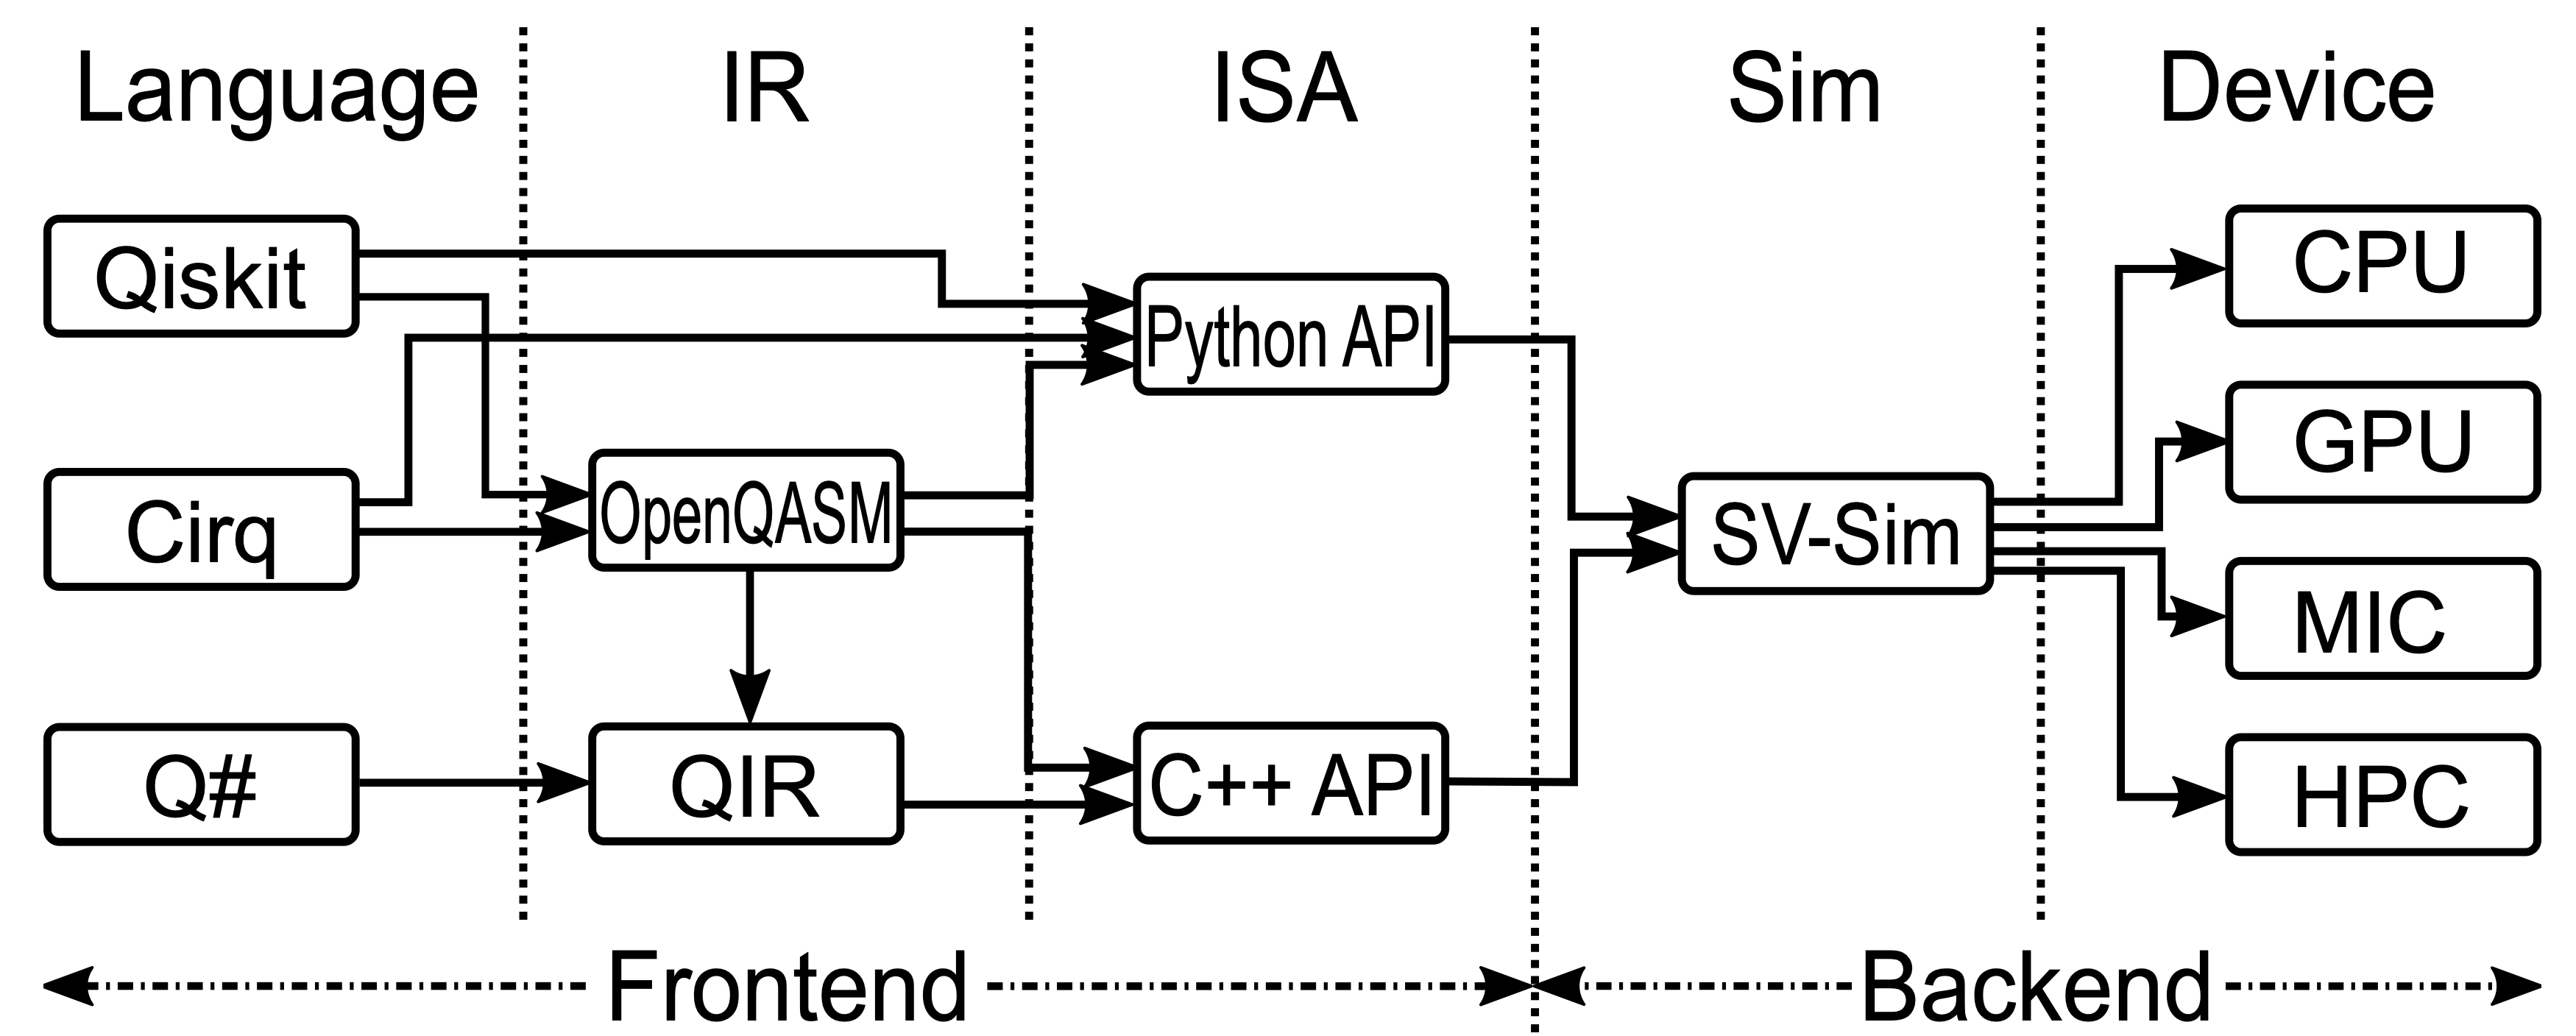 Language
IR
ISA
Sim
Device
Qiskit
Cirq
Q#
OpenQASM
QIR
Python API
C++ API
SV-Sim
CPU
GPU
MIC
HPC
Frontend
Backend